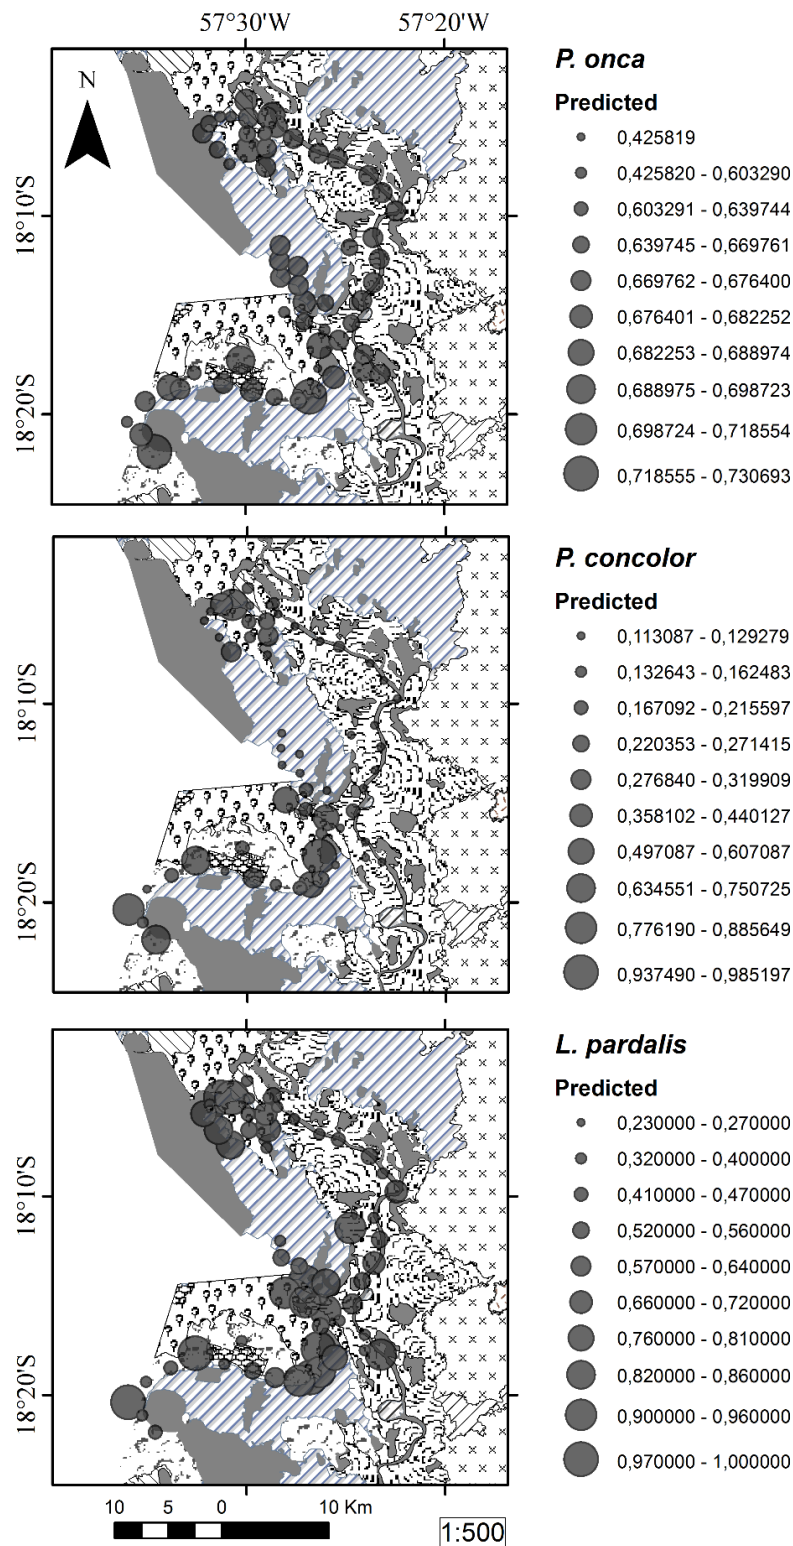 57°30'W 57°20'W
N
18°10'S
18°20'S
P. onca
Predicted
0,425819
0,425820 - 0,603290
0,603291 - 0,639744
0,639745 - 0,669761
0,669762 - 0,676400
0,676401 - 0,682252
0,682253 - 0,688974
0,688975 - 0,698723
0,698724 - 0,718554
0,718555 - 0,730693
18°10'S
18°20'S
P. concolor
Predicted
0,113087 - 0,129279
0,132643 - 0,162483
0,167092 - 0,215597
0,220353 - 0,271415
0,276840 - 0,319909
0,358102 - 0,440127
0,497087 - 0,607087
0,634551 - 0,750725
0,776190 - 0,885649
0,937490 - 0,985197
18°10'S
18°20'S
L. pardalis
Predicted
0,230000 - 0,270000
0,320000 - 0,400000
0,410000 - 0,470000
0,520000 - 0,560000
0,570000 - 0,640000
0,660000 - 0,720000
0,760000 - 0,810000
0,820000 - 0,860000
0,900000 - 0,960000
0,970000 - 1,000000
10 5 0 10 Km
1:500